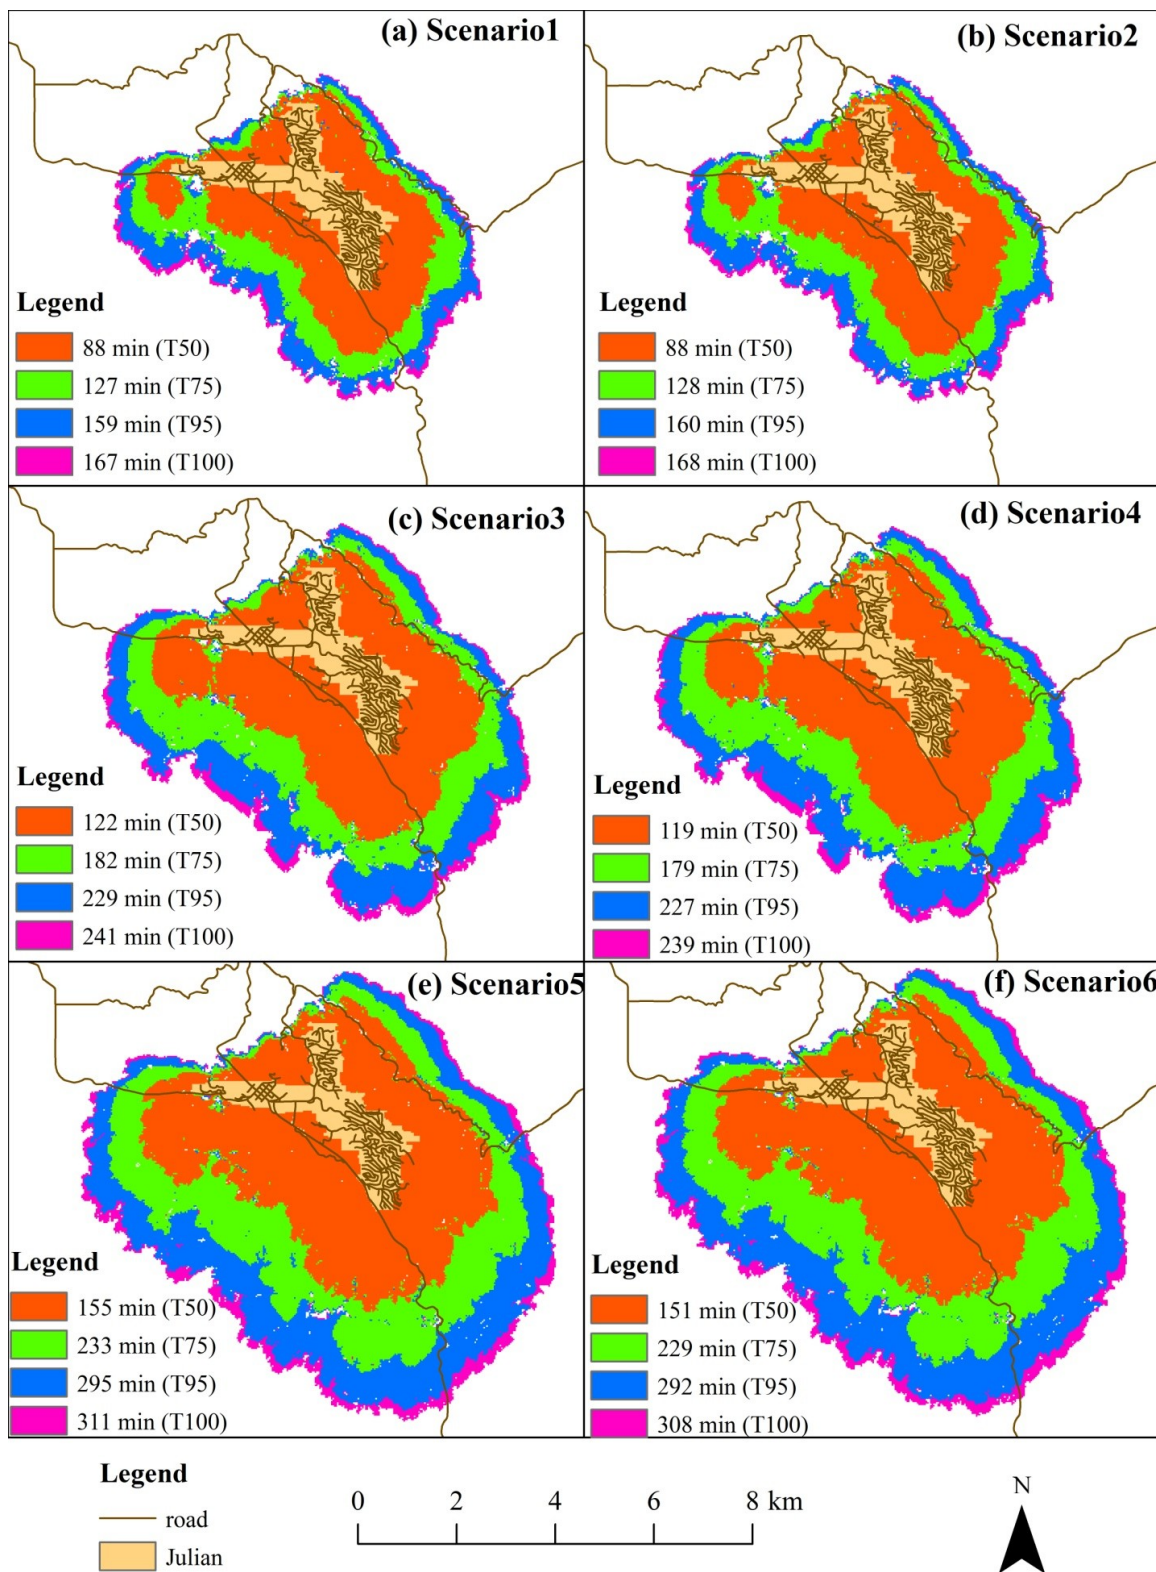 (a) Scenario1
Legend
88 min (T50)
127 min (T75)
159 min (T95)
167 min (T100)
(b) Scenario2
Legend
88 min (T50)
128 min (T75)
160 min (T95)
168 min (T100)
(c) Scenario3
Legend
122 min (T50)
182 min (T75)
229 min (T95)
241 min (T100)
(d) Scenario4
Legend
119 min (T50)
179 min (T75)
227 min (T95)
239 min (T100)
(e) Scenario5
Legend
155 min (T50)
233 min (T75)
295 min (T95)
311 min (T100)
(f) Scenario6
Legend
151 min (T50)
229 min (T75)
292 min (T95)
308 min (T100)
Legend
road
Julian
0 2 4 6 8 km
N